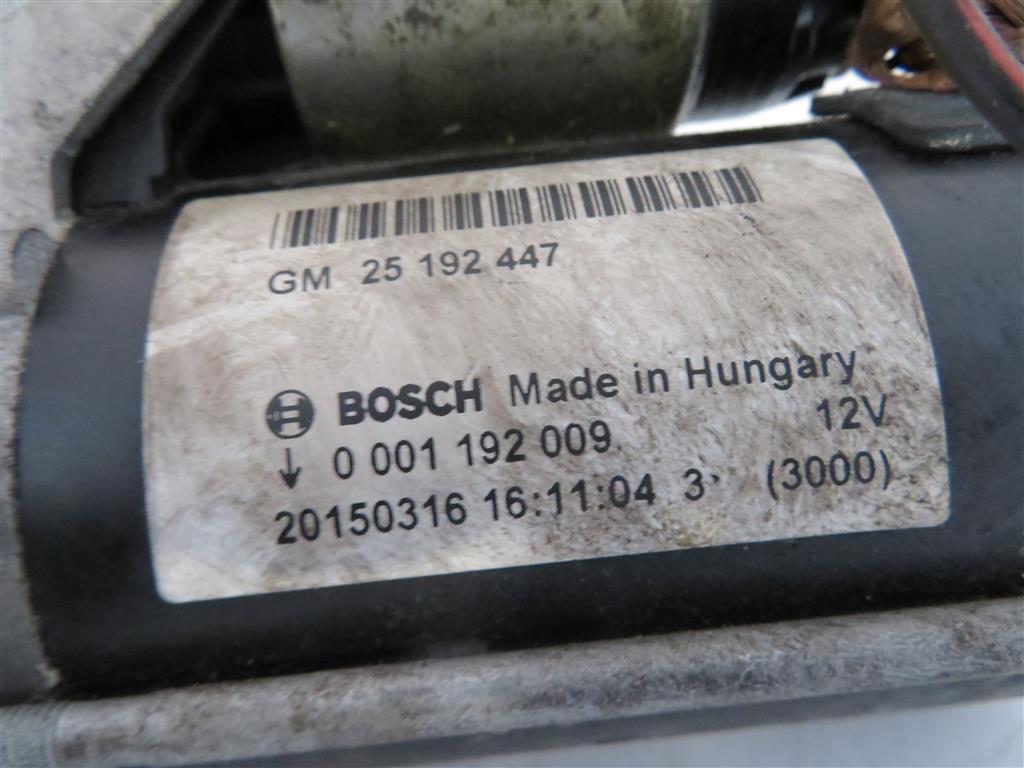 GM 25 192 447
BOSCH Made in Hungary
↓ 0 001 192 009 12V
20150316 16:11:04 3 (3000)